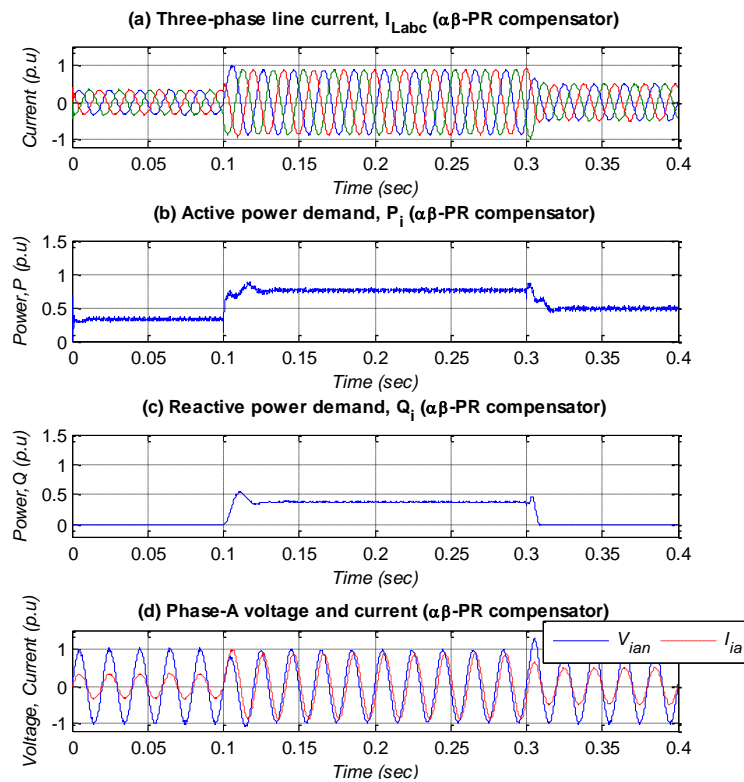 (a) Three-phase line current, I_Labc (αβ-PR compensator)
Current (p.u)
1
0
-1
0 0.05 0.1 0.15 0.2 0.25 0.3 0.35 0.4
Time (sec)
(b) Active power demand, P_i (αβ-PR compensator)
Power,P (p.u)
1.5
1
0.5
0
0 0.05 0.1 0.15 0.2 0.25 0.3 0.35 0.4
Time (sec)
(c) Reactive power demand, Q_i (αβ-PR compensator)
Power,Q (p.u)
1.5
1
0.5
0
0 0.05 0.1 0.15 0.2 0.25 0.3 0.35 0.4
Time (sec)
(d) Phase-A voltage and current (αβ-PR compensator)
Voltage, Current (p.u)
V_ian I_ia
1
0
-1
0 0.05 0.1 0.15 0.2 0.25 0.3 0.35 0.4
Time (sec)